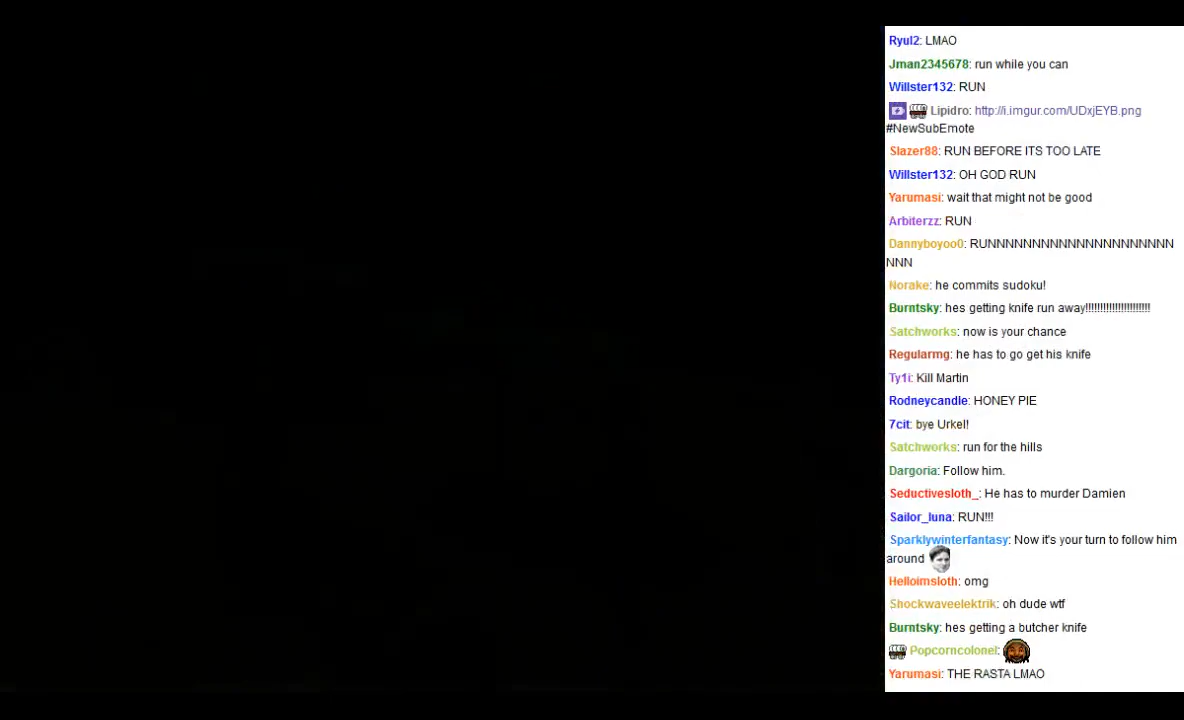 Ryul2: LMAO
Jman2345678: run while you can
Willster132: RUN
Lipidro: http://i.imgur.com/UDxjEYB.png
#NewSubEmote
Slazer88: RUN BEFORE ITS TOO LATE
Willster132: OH GOD RUN
Yarumasi: wait that might not be good
Arbiterzz: RUN
Dannyboyoo0: RUNNNNNNNNNNNNNNNNNNNNNN
NNN
Norake: he commits sudoku!
Burntsky: hes getting knife run away!!!!!!!!!!!!!!!!!!!!!!
Satchworks: now is your chance
Regularmg: he has to go get his knife
Ty1i: Kill Martin
Rodneycandle: HONEY PIE
7cit: bye Urkel!
Satchworks: run for the hills
Dargoria: Follow him.
Seductivesloth_: He has to murder Damien
Sailor_luna: RUN!!!
Sparklywinterfantasy: Now it's your turn to follow him
around
Helloimsloth: omg
Shockwaveelektrik: oh dude wtf
Burntsky: hes getting a butcher knife
Popcorncolonel:
Yarumasi: THE RASTA LMAO